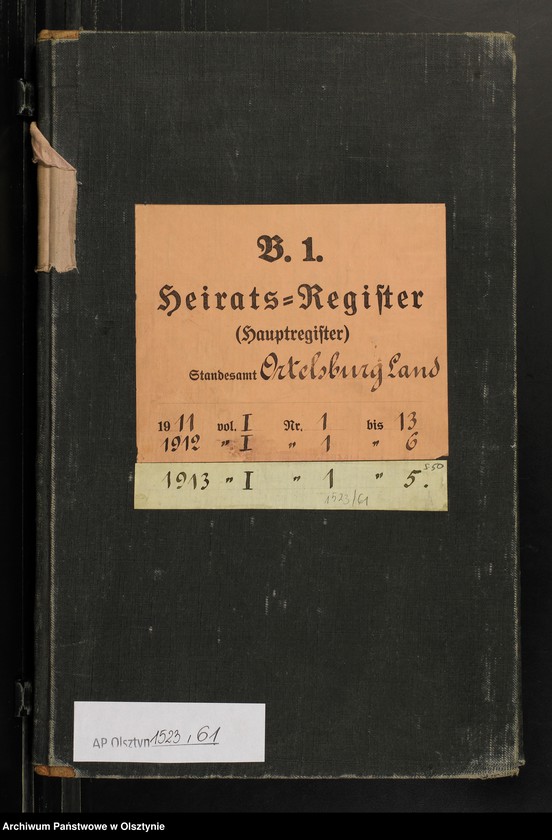 B. 1.
Heirats=Regiſter
(Hauptregiſter)
Standesamt Ortelsburg Land
1911 vol. I Nr. 1 bis 13
1912 " I " 1 " 6
1913 " I " 1 " 5.
S 50
1523/61
AP Olsztyn 1523 / 61
Archiwum Państwowe w Olsztynie